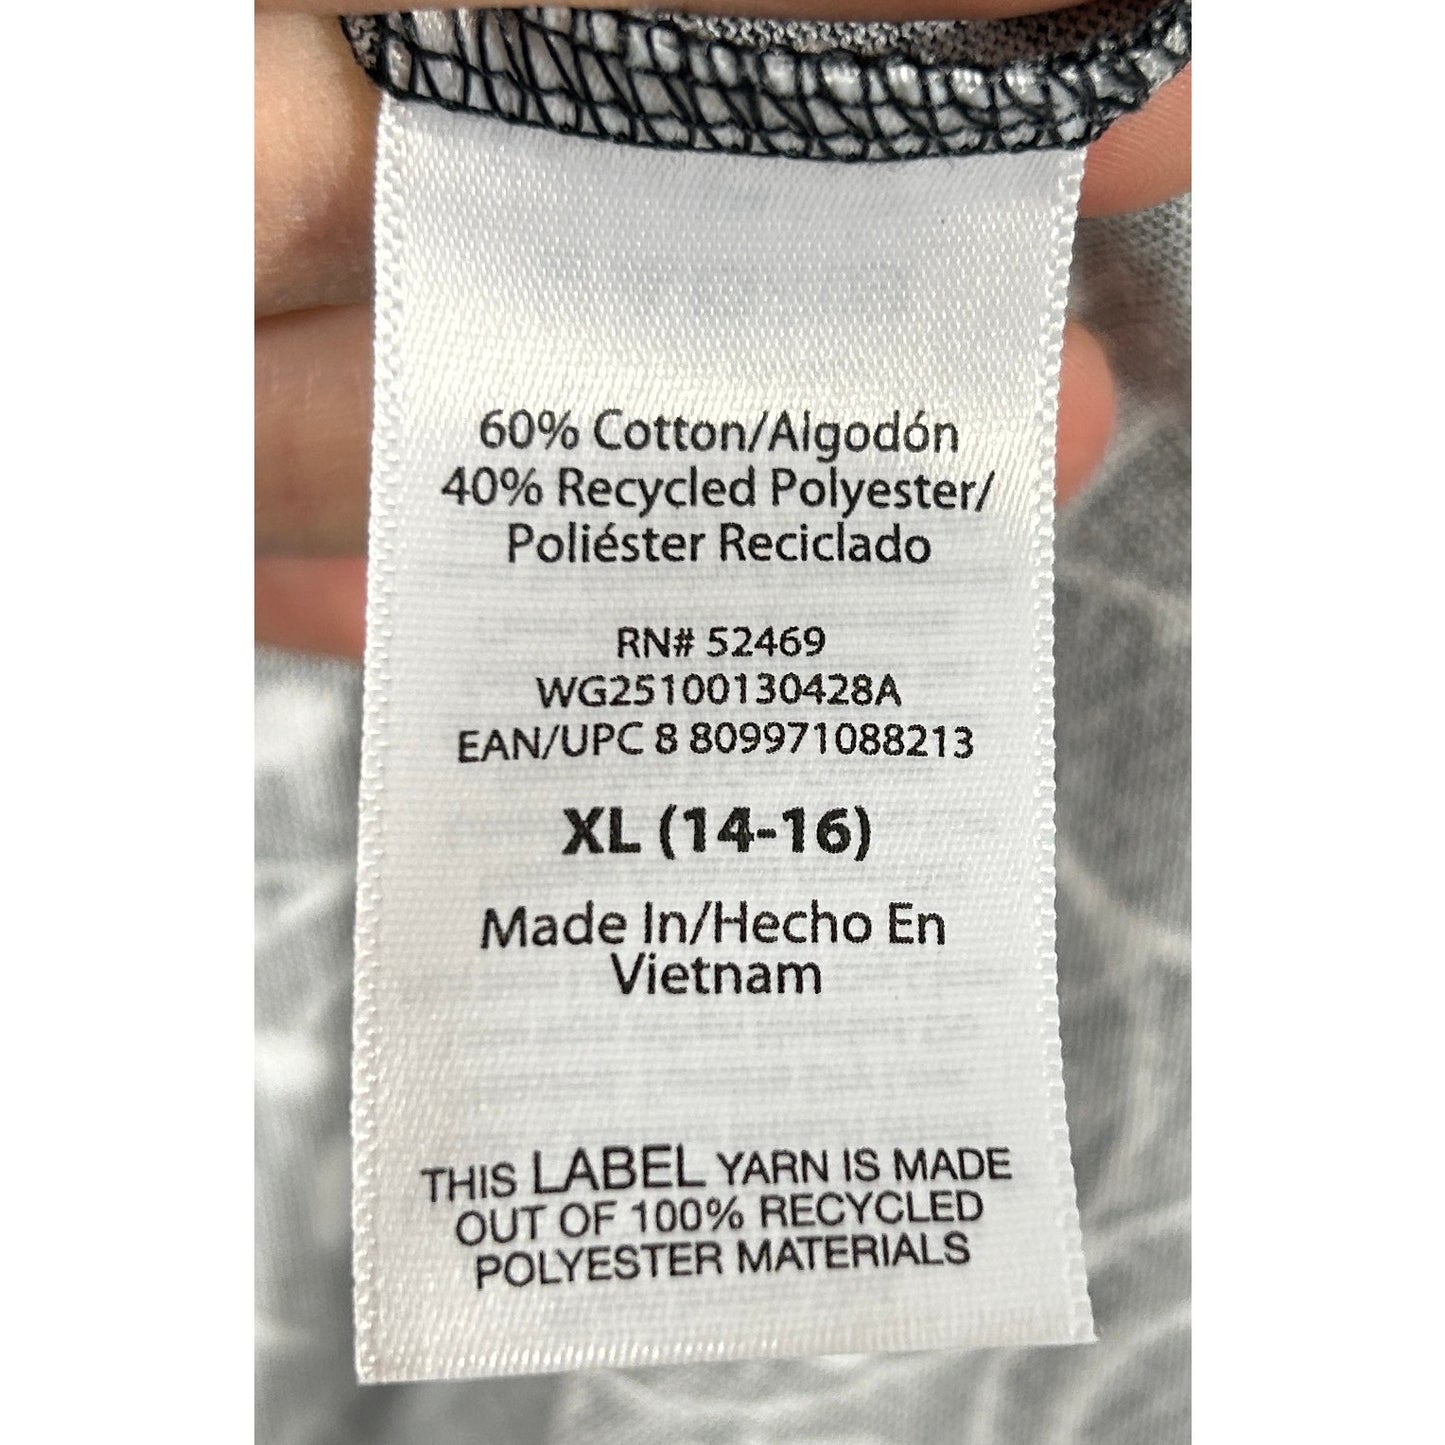 60% Cotton/Algodón
40% Recycled Polyester/
Poliéster Reciclado
RN# 52469
WG25100130428A
EAN/UPC 8 809971088213
XL (14-16)
Made In/Hecho En
Vietnam
THIS LABEL YARN IS MADE
OUT OF 100% RECYCLED
POLYESTER MATERIALS